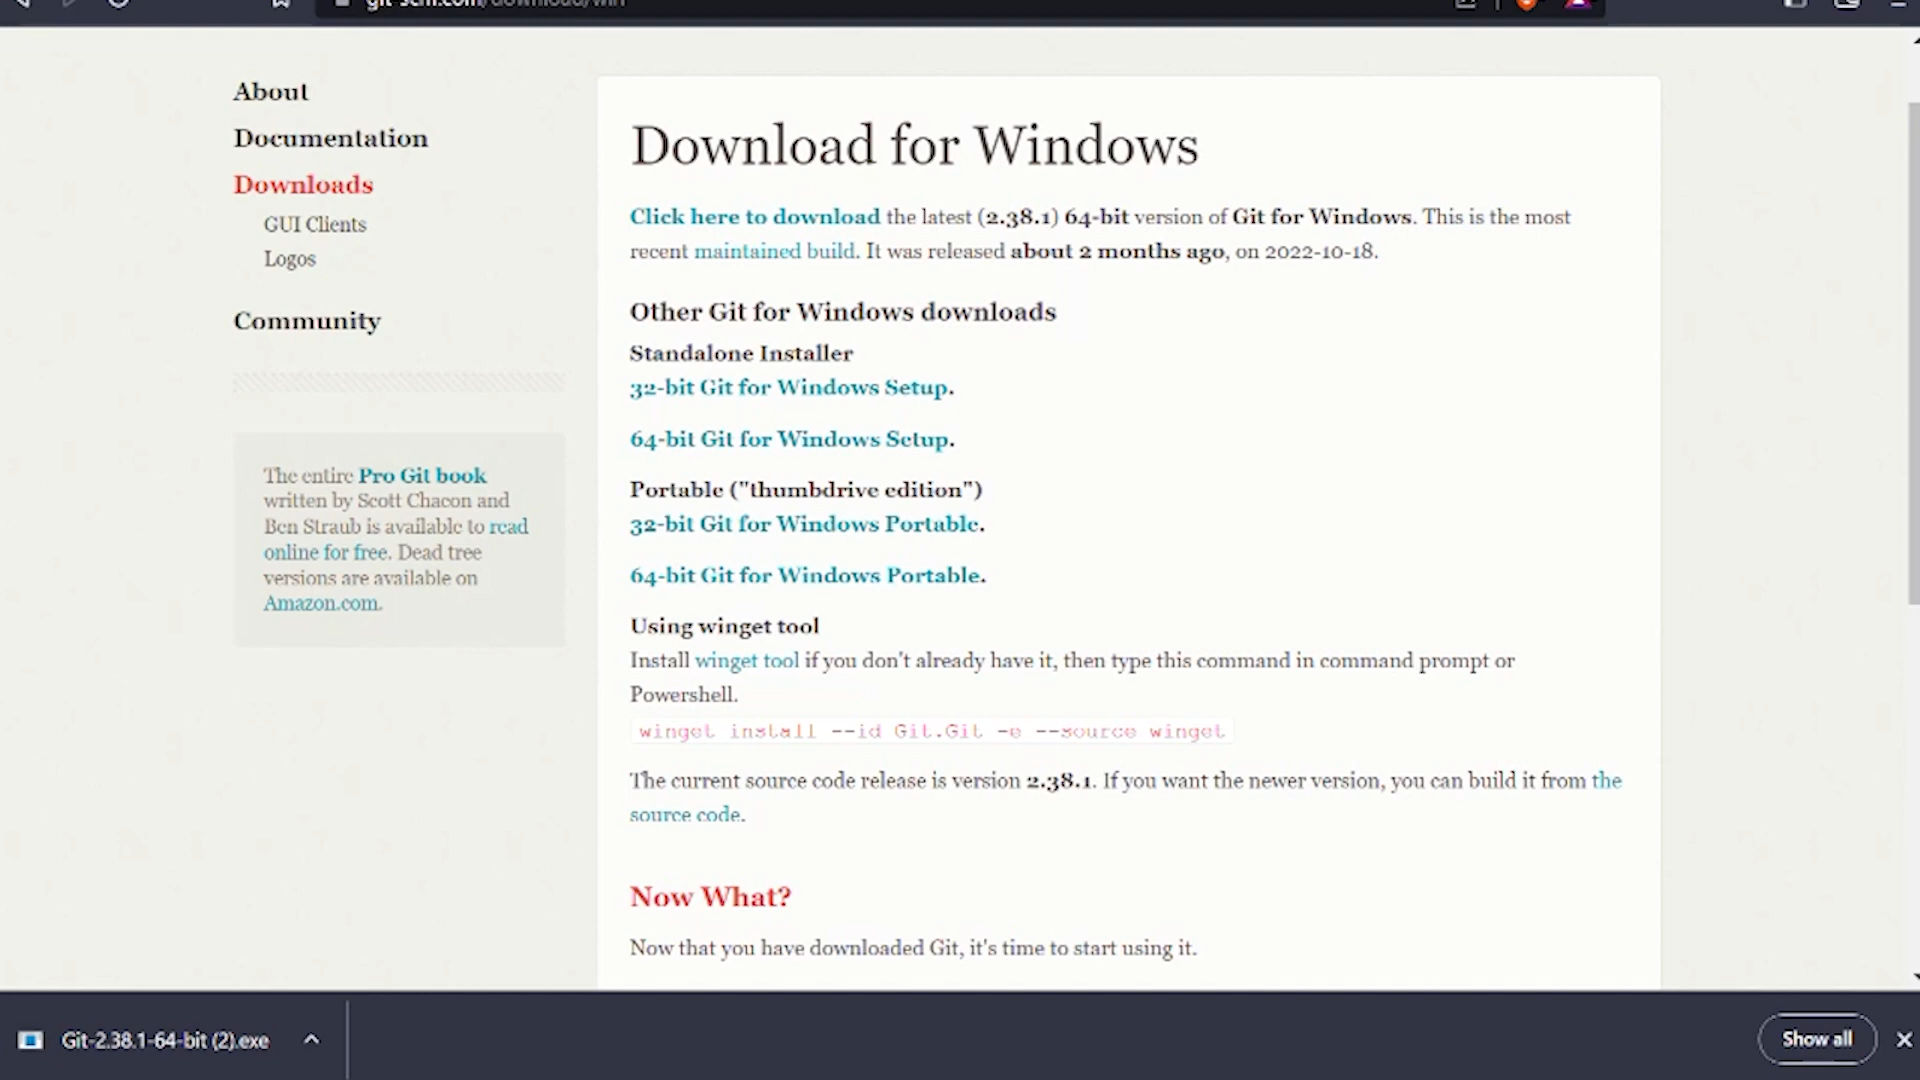 git-scm.com/download/win
About
Documentation
Downloads
GUI Clients
Logos
Community
The entire Pro Git book
written by Scott Chacon and
Ben Straub is available to read
online for free. Dead tree
versions are available on
Amazon.com.
Download for Windows
Click here to download the latest (2.38.1) 64-bit version of Git for Windows. This is the most
recent maintained build. It was released about 2 months ago, on 2022-10-18.
Other Git for Windows downloads
Standalone Installer
32-bit Git for Windows Setup.
64-bit Git for Windows Setup.
Portable ("thumbdrive edition")
32-bit Git for Windows Portable.
64-bit Git for Windows Portable.
Using winget tool
Install winget tool if you don't already have it, then type this command in command prompt or
Powershell.
winget install --id Git.Git -e --source winget
The current source code release is version 2.38.1. If you want the newer version, you can build it from the
source code.
Now What?
Now that you have downloaded Git, it's time to start using it.
Git-2.38.1-64-bit (2).exe
Show all